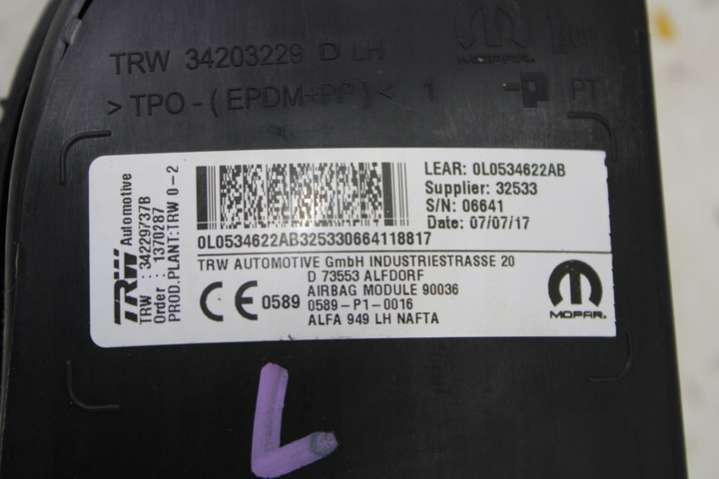 TRW 34203229 D LH
MOPAR
>TPO-(EPDM+PP)< 1
PT
TRW Automotive
TRW : 34229737B
Order : 1370287
PROD.PLANT:TRW 0-2
0L0534622AB325330664118817
LEAR: 0L0534622AB
Supplier: 32533
S/N: 06641
Date: 07/07/17
TRW AUTOMOTIVE GmbH INDUSTRIESTRASSE 20
D 73553 ALFDORF
AIRBAG MODULE 90036
CE 0589
0589-P1-0016
ALFA 949 LH NAFTA
MOPAR
L